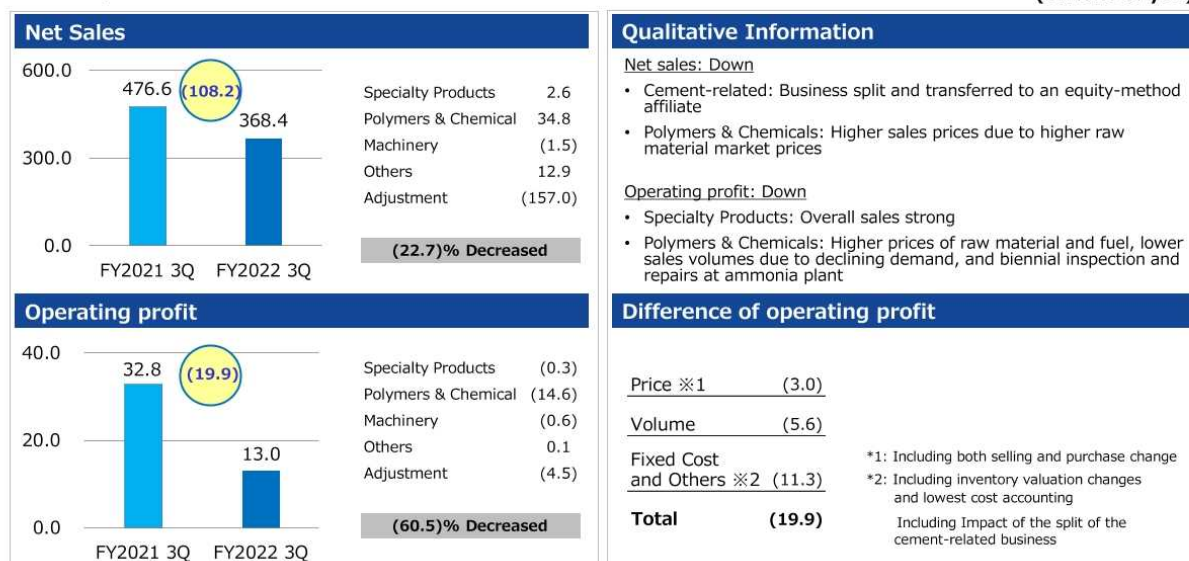 Net Sales
600.0
300.0
0.0
476.6
(108.2)
368.4
FY2021 3Q FY2022 3Q
Specialty Products 2.6
Polymers & Chemical 34.8
Machinery (1.5)
Others 12.9
Adjustment (157.0)
(22.7)% Decreased
Qualitative Information
Net sales: Down
• Cement-related: Business split and transferred to an equity-method
affiliate
• Polymers & Chemicals: Higher sales prices due to higher raw
material market prices
Operating profit: Down
• Specialty Products: Overall sales strong
• Polymers & Chemicals: Higher prices of raw material and fuel, lower
sales volumes due to declining demand, and biennial inspection and
repairs at ammonia plant
Operating profit
40.0
20.0
0.0
32.8
(19.9)
13.0
FY2021 3Q FY2022 3Q
Specialty Products (0.3)
Polymers & Chemical (14.6)
Machinery (0.6)
Others 0.1
Adjustment (4.5)
(60.5)% Decreased
Difference of operating profit
Price ※1 (3.0)
Volume (5.6)
Fixed Cost
and Others ※2 (11.3)
Total (19.9)
*1: Including both selling and purchase change
*2: Including inventory valuation changes
and lowest cost accounting
Including Impact of the split of the
cement-related business